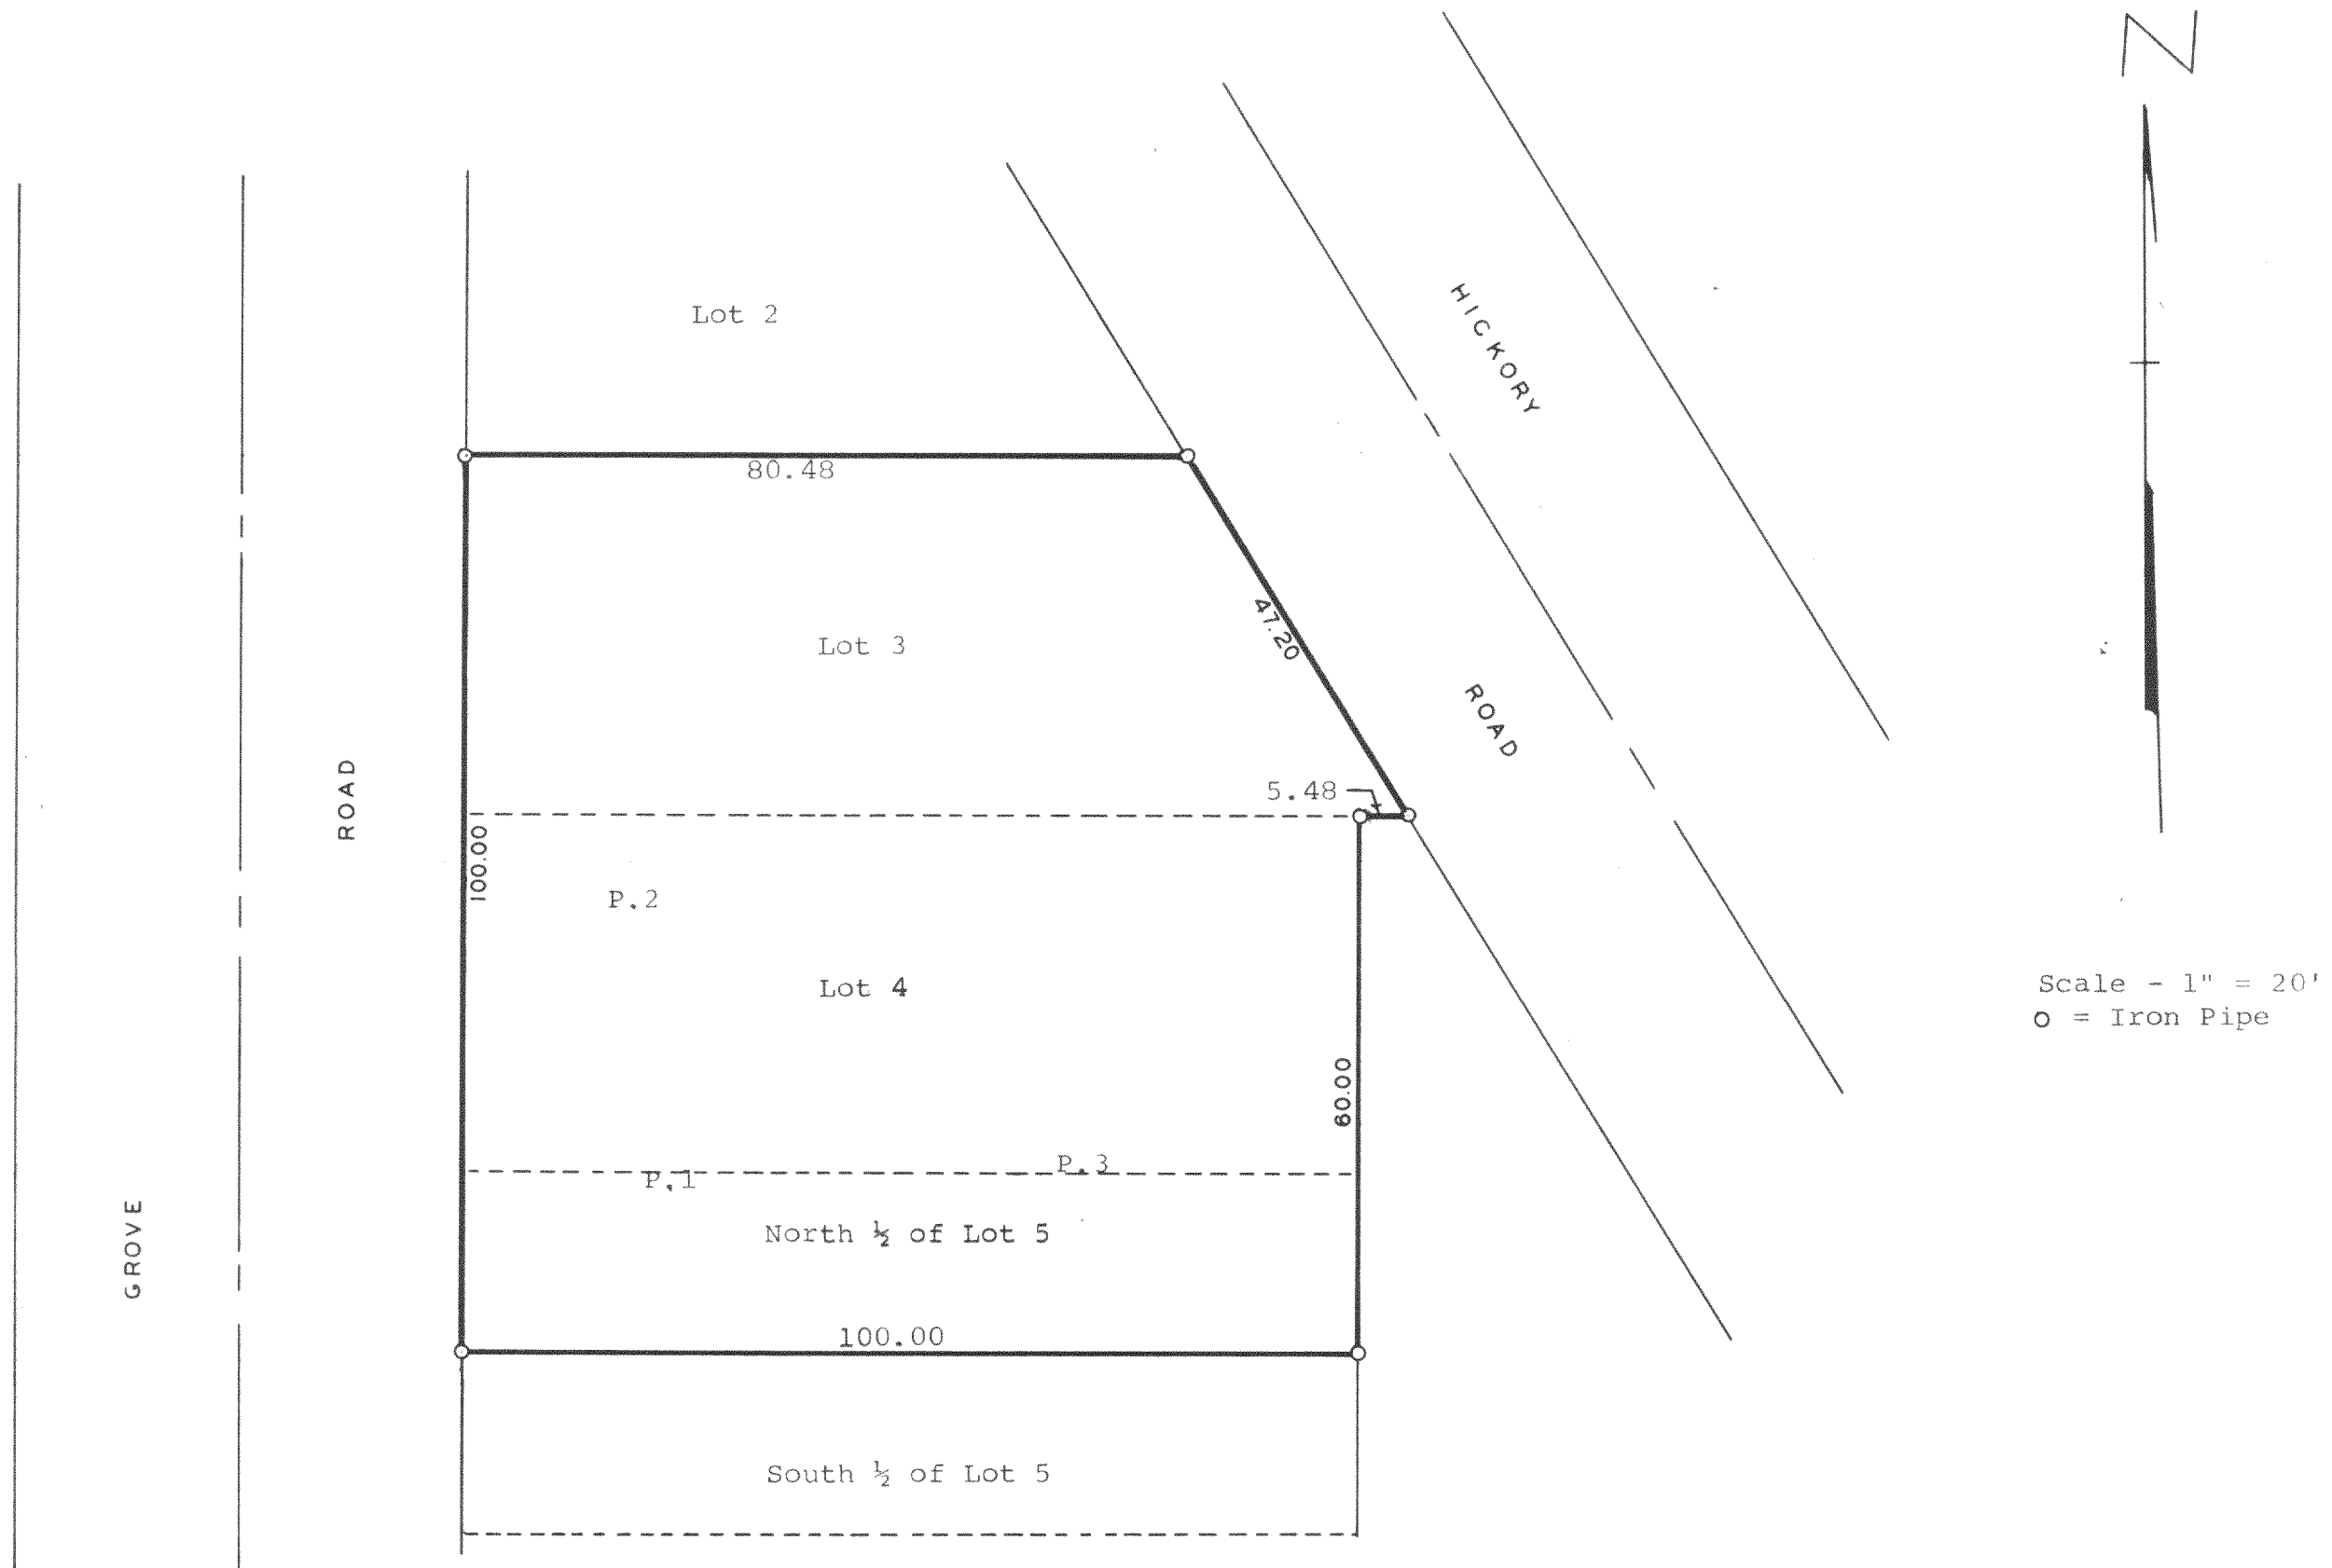 N
Lot 2
HICKORY
80.48
Lot 3
47.20
ROAD
5.48
ROAD
100.00
P.2
Lot 4
Scale - 1" = 20'
o = Iron Pipe
60.00
P.3
P.1
GROVE
North ½ of Lot 5
100.00
South ½ of Lot 5